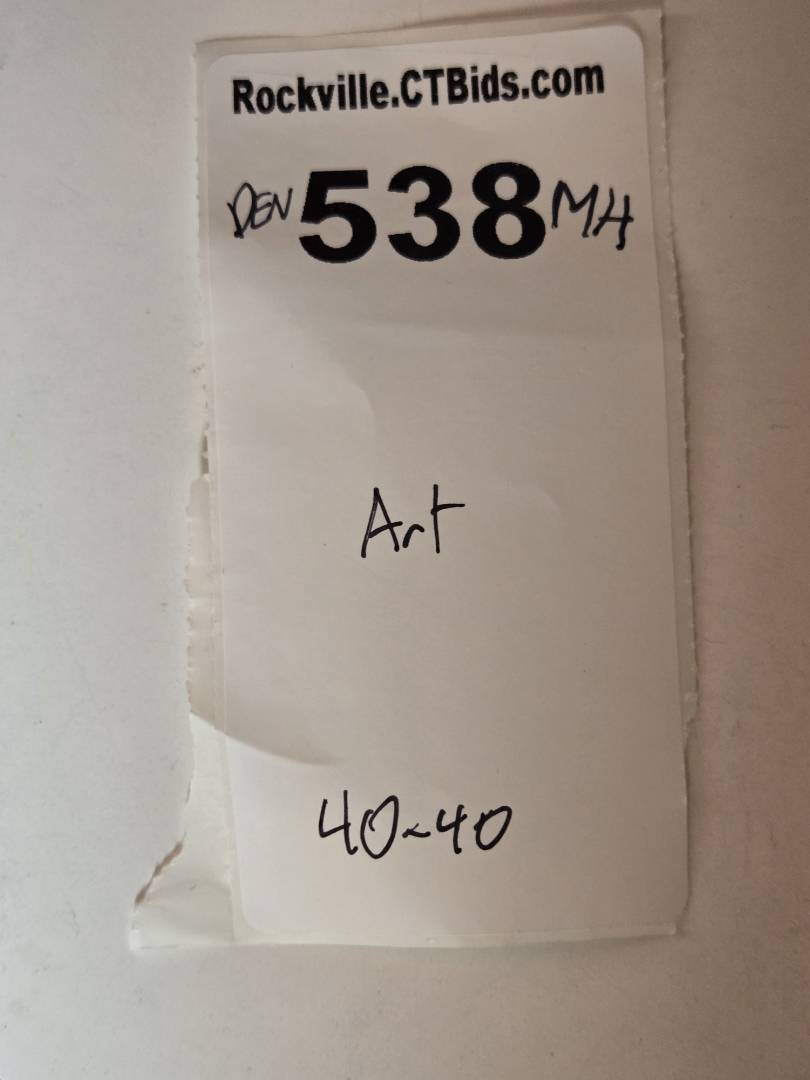 Rockville.CTBids.com
DEN 538 MH
Art
40-40